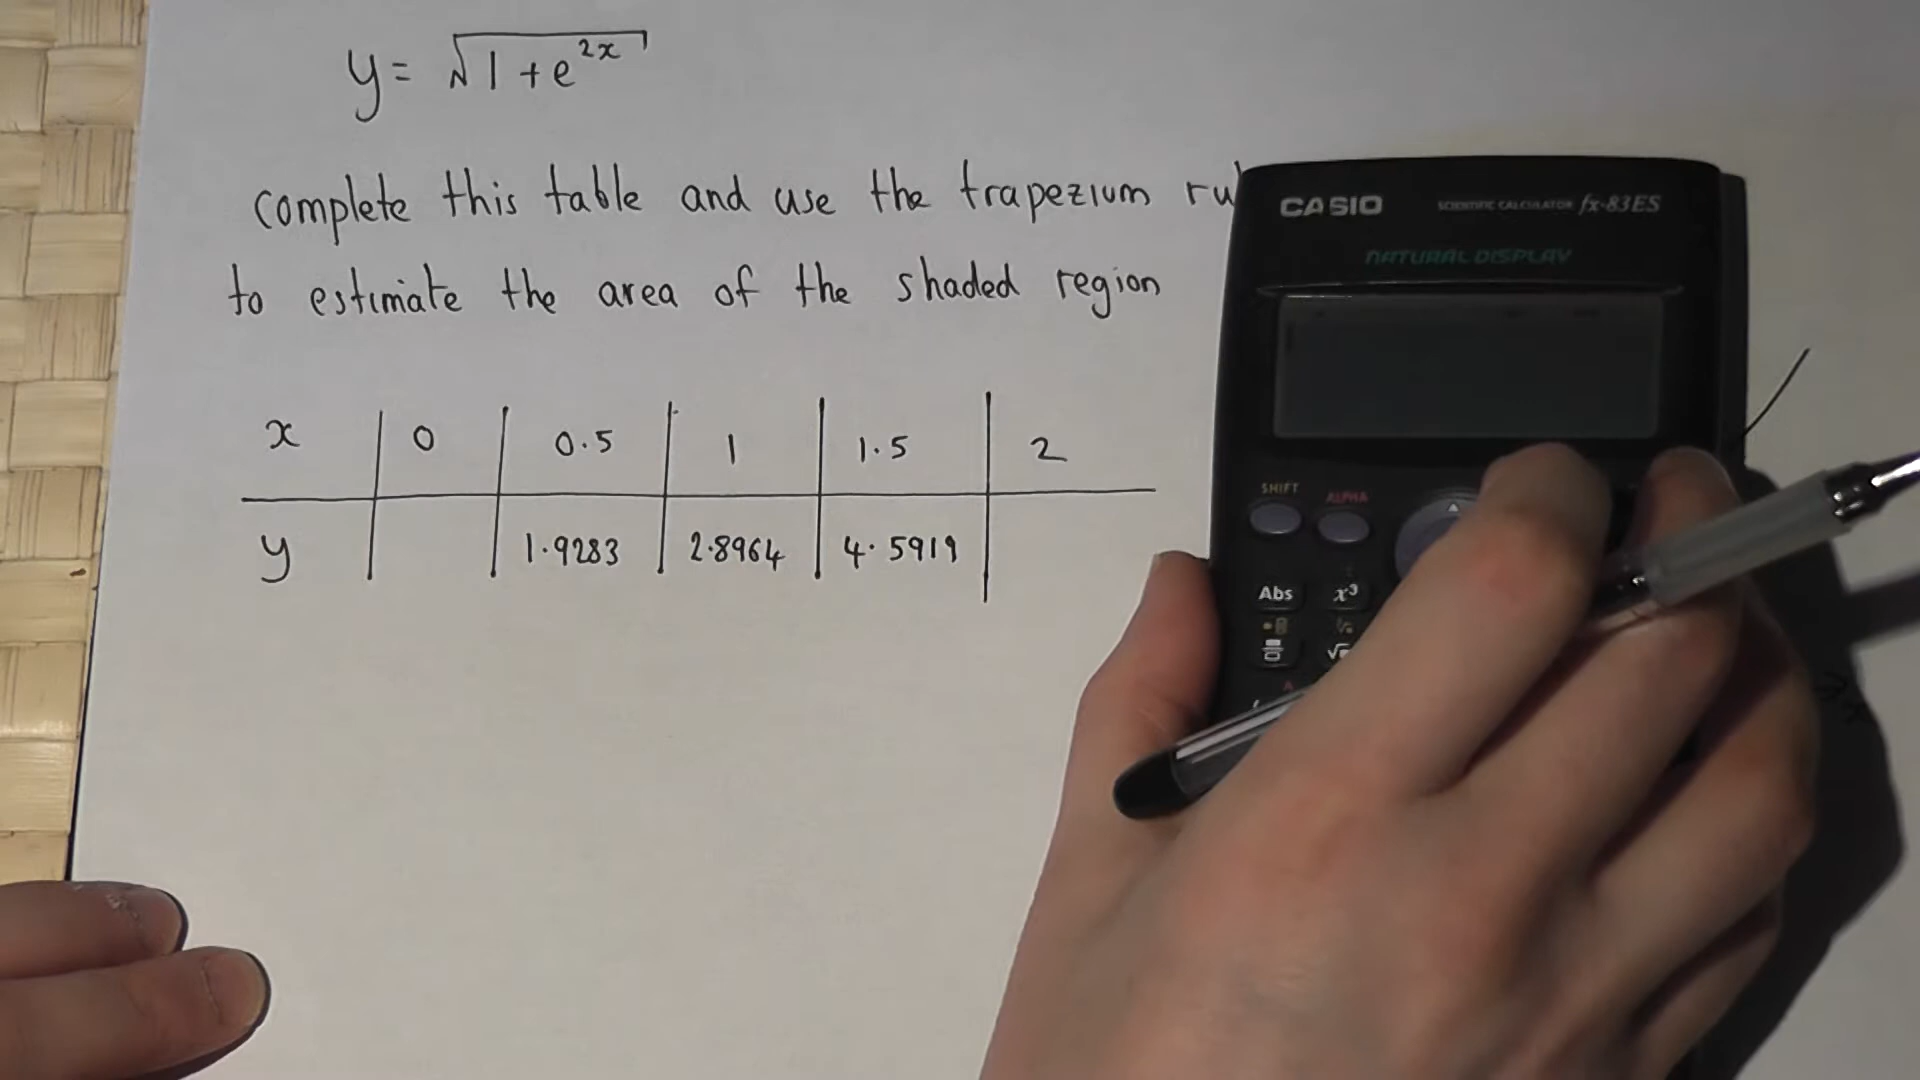 y = √1 + e^2x
complete this table and use the trapezium
to estimate the area of the shaded region
x 0 0.5 1 1.5 2
y 1.9283 2.8964 4.5919
CASIO SCIENTIFIC CALCULATOR fx-83ES
NATURAL DISPLAY
SHIFT ALPHA
Abs x³